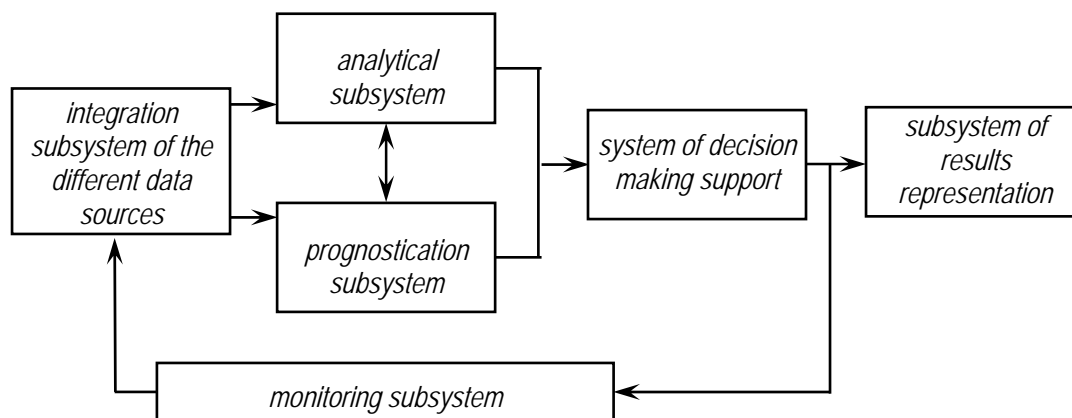 integration
subsystem of the
different data
sources
analytical
subsystem
prognostication
subsystem
system of decision
making support
subsystem of
results
representation
monitoring subsystem